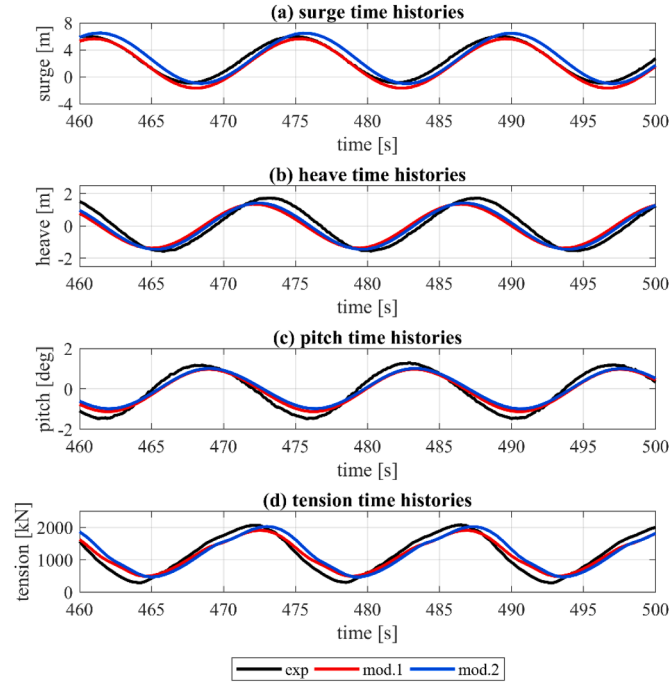 (a) surge time histories
surge [m]
8
4
0
-4
460 465 470 475 480 485 490 495 500
time [s]
(b) heave time histories
heave [m]
2
0
-2
460 465 470 475 480 485 490 495 500
time [s]
(c) pitch time histories
pitch [deg]
2
0
-2
460 465 470 475 480 485 490 495 500
time [s]
(d) tension time histories
tension [kN]
2000
1000
0
460 465 470 475 480 485 490 495 500
time [s]
exp mod.1 mod.2